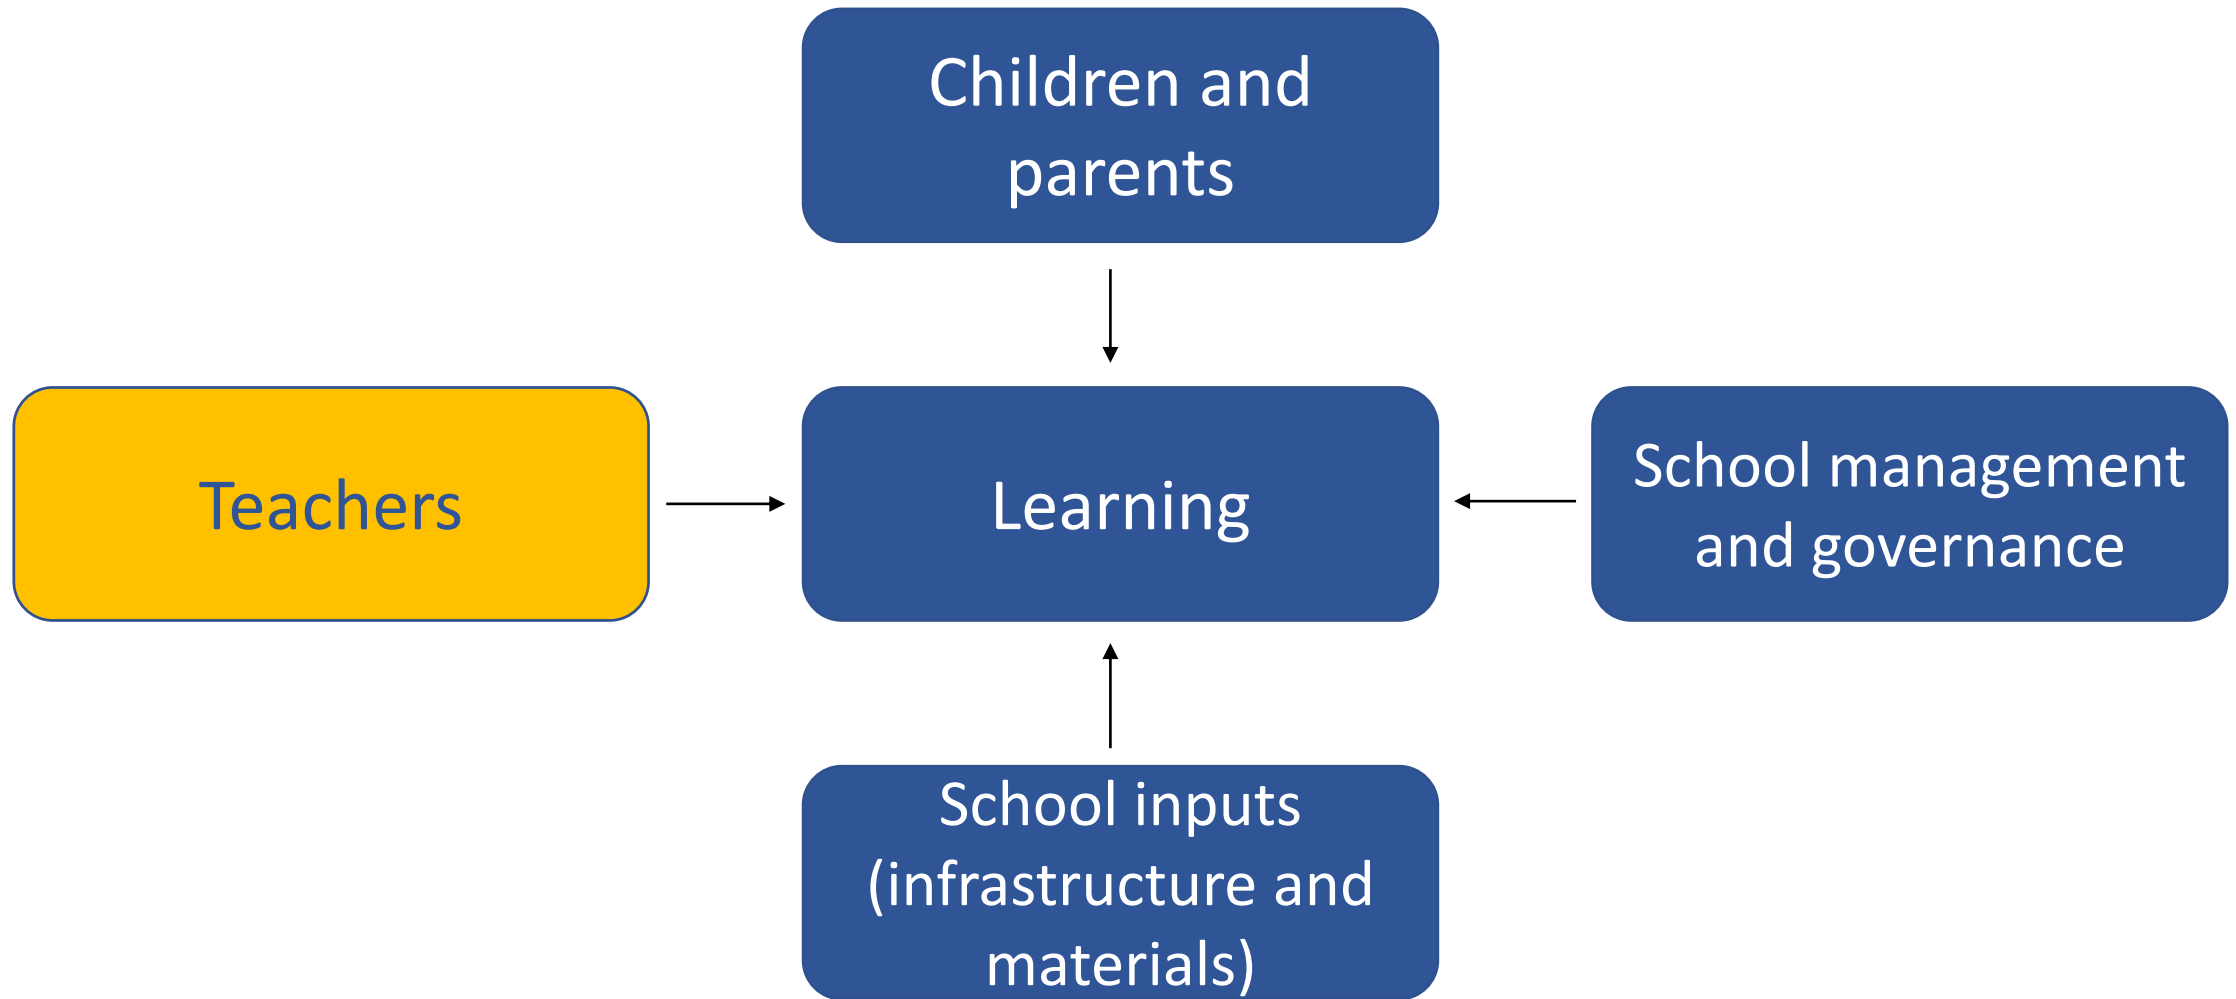 Children and
parents
Teachers
Learning
School management
and governance
School inputs
(infrastructure and
materials)